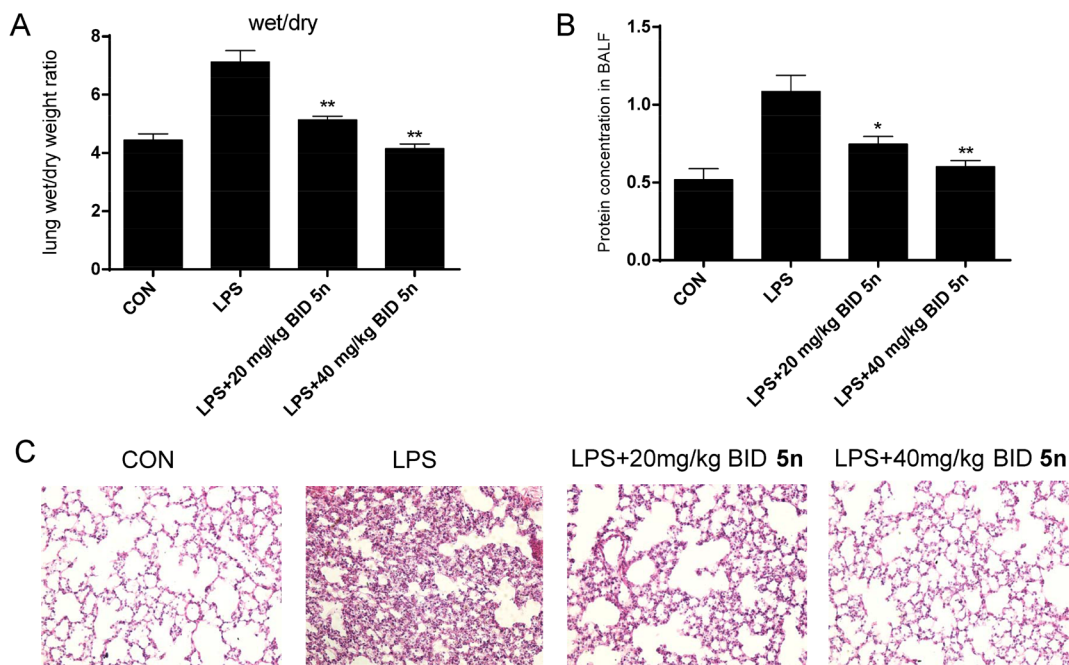 A
wet/dry
lung wet/dry weight ratio
8
6
4
2
0
**
**
CON
LPS
LPS+20 mg/kg BID 5n
LPS+40 mg/kg BID 5n
B
Protein concentration in BALF
1.5
1.0
0.5
0.0
*
**
CON
LPS
LPS+20 mg/kg BID 5n
LPS+40 mg/kg BID 5n
C
CON
LPS
LPS+20mg/kg BID 5n
LPS+40mg/kg BID 5n